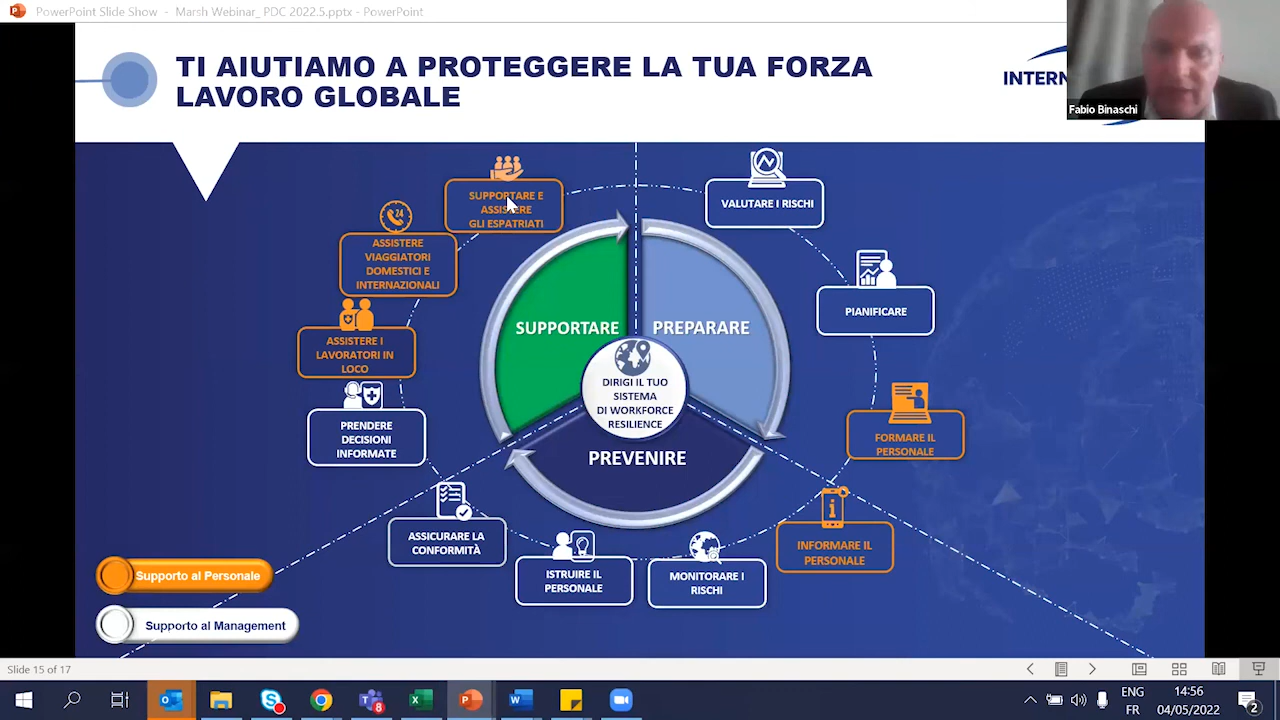 PowerPoint Slide Show - Marsh Webinar_ PDC 2022.5.pptx - PowerPoint
TI AIUTIAMO A PROTEGGERE LA TUA FORZA
LAVORO GLOBALE
INTERN
Fabio Binaschi
SUPPORTARE E
ASSISTERE
GLI ESPATRIATI
VALUTARE I RISCHI
24
ASSISTERE
VIAGGIATORI
DOMESTICI E
INTERNAZIONALI
PIANIFICARE
SUPPORTARE
PREPARARE
ASSISTERE I
LAVORATORI IN
LOCO
DIRIGI IL TUO
SISTEMA
DI WORKFORCE
RESILIENCE
PRENDERE
DECISIONI
INFORMATE
FORMARE IL
PERSONALE
PREVENIRE
ASSICURARE LA
CONFORMITÀ
INFORMARE IL
PERSONALE
ISTRUIRE IL
PERSONALE
MONITORARE I
RISCHI
Supporto al Personale
Supporto al Management
Slide 15 of 17
8
ENG
FR
14:56
04/05/2022
2